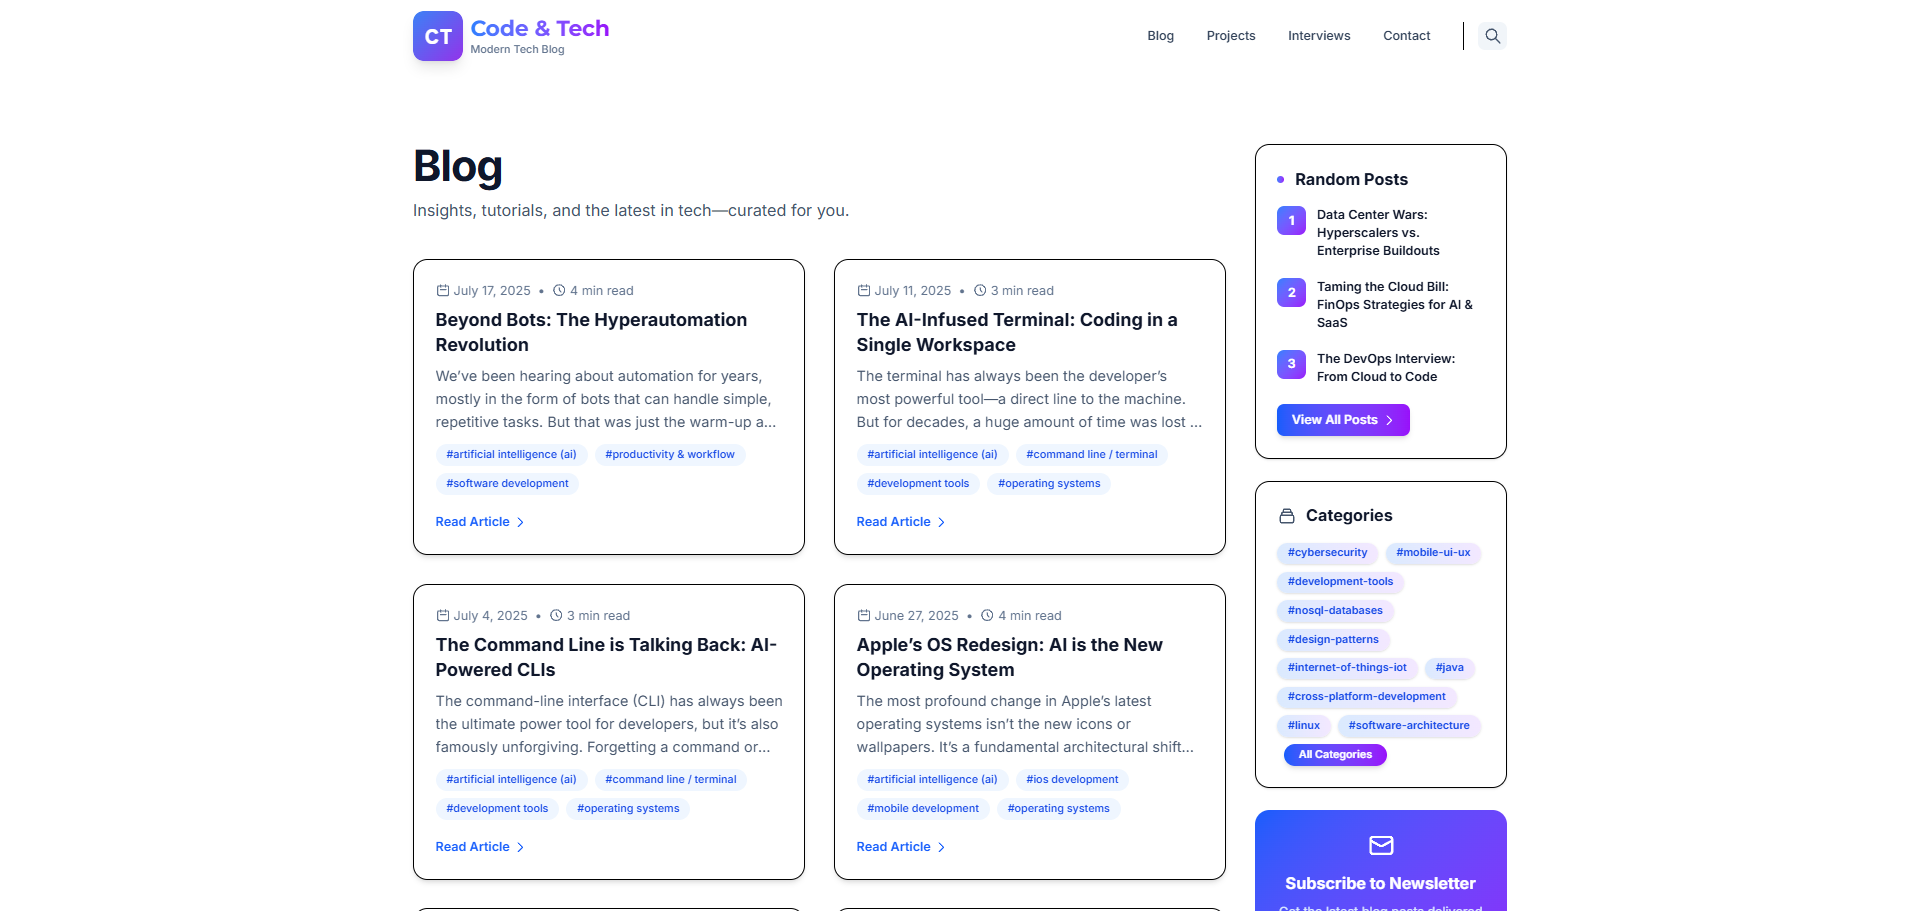 CT
Code & Tech
Modern Tech Blog
Blog
Projects
Interviews
Contact
Blog
Insights, tutorials, and the latest in tech—curated for you.
July 17, 2025 • 4 min read
Beyond Bots: The Hyperautomation
Revolution
We’ve been hearing about automation for years,
mostly in the form of bots that can handle simple,
repetitive tasks. But that was just the warm-up a...
#artificial intelligence (ai)
#productivity & workflow
#software development
Read Article
July 11, 2025 • 3 min read
The AI-Infused Terminal: Coding in a
Single Workspace
The terminal has always been the developer’s
most powerful tool—a direct line to the machine.
But for decades, a huge amount of time was lost ...
#artificial intelligence (ai)
#command line / terminal
#development tools
#operating systems
Read Article
July 4, 2025 • 3 min read
The Command Line is Talking Back: AI-
Powered CLIs
The command-line interface (CLI) has always been
the ultimate power tool for developers, but it’s also
famously unforgiving. Forgetting a command or...
#artificial intelligence (ai)
#command line / terminal
#development tools
#operating systems
Read Article
June 27, 2025 • 4 min read
Apple’s OS Redesign: AI is the New
Operating System
The most profound change in Apple’s latest
operating systems isn’t the new icons or
wallpapers. It’s a fundamental architectural shift...
#artificial intelligence (ai)
#ios development
#mobile development
#operating systems
Read Article
Random Posts
1
Data Center Wars:
Hyperscalers vs.
Enterprise Buildouts
2
Taming the Cloud Bill:
FinOps Strategies for AI &
SaaS
3
The DevOps Interview:
From Cloud to Code
View All Posts
Categories
#cybersecurity
#mobile-ui-ux
#development-tools
#nosql-databases
#design-patterns
#internet-of-things-iot
#java
#cross-platform-development
#linux
#software-architecture
All Categories
Subscribe to Newsletter
Get the latest blog posts delivered